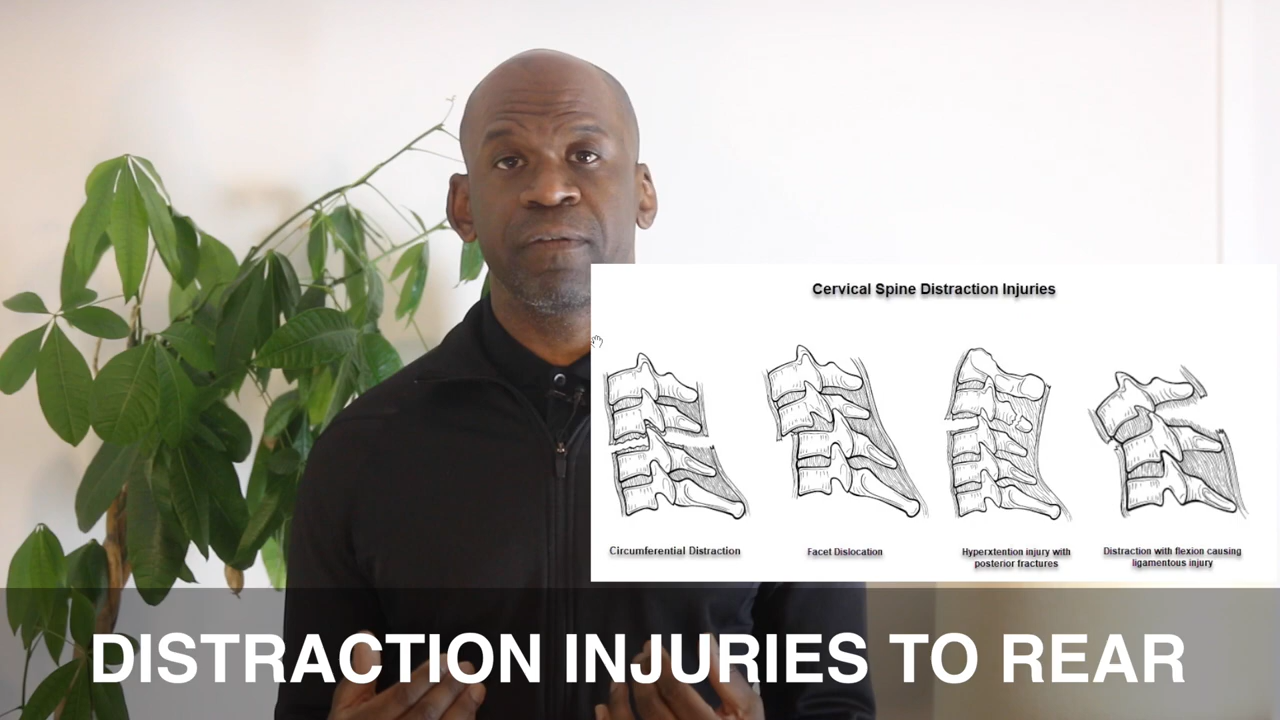 Cervical Spine Distraction Injuries
Circumferential Distraction
Facet Dislocation
Hyperxtention injury with
posterior fractures
Distraction with flexion causing
ligamentous injury
DISTRACTION INJURIES TO REAR